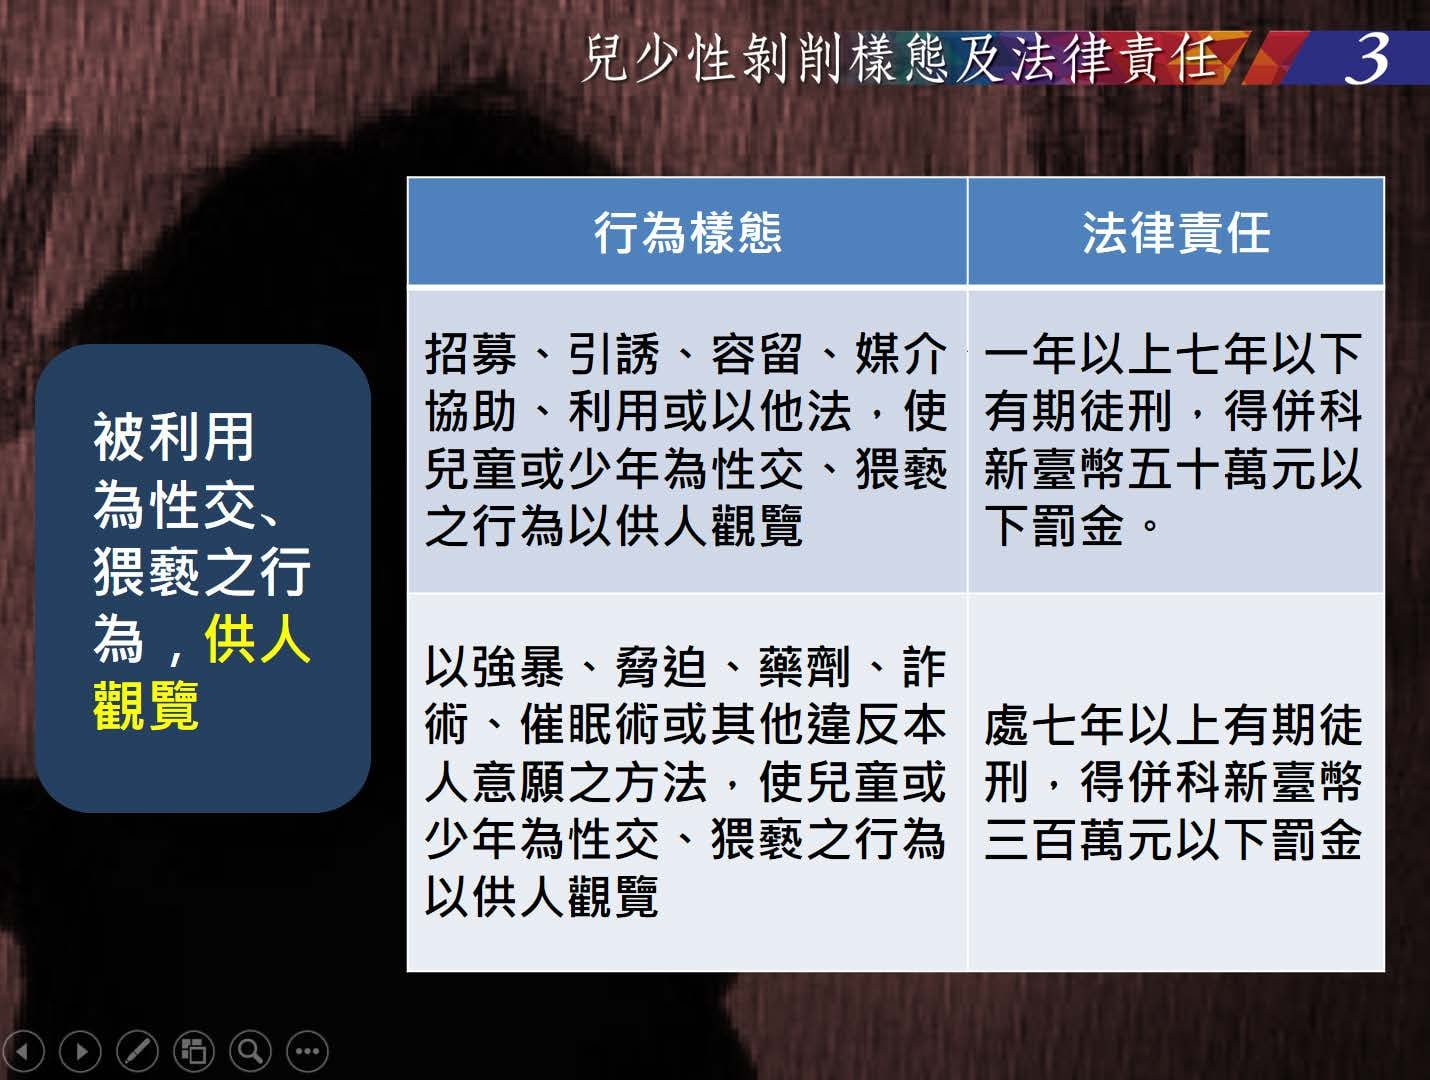 兒少性剝削樣態及法律責任 3
行為樣態
法律責任
被利用
為性交、
猥褻之行
為，供人
觀覽
招募、引誘、容留、媒介
協助、利用或以他法，使
兒童或少年為性交、猥褻
之行為以供人觀覽
一年以上七年以下
有期徒刑，得併科
新臺幣五十萬元以
下罰金。
以強暴、脅迫、藥劑、詐
術、催眠術或其他違反本
人意願之方法，使兒童或
少年為性交、猥褻之行為
以供人觀覽
處七年以上有期徒
刑，得併科新臺幣
三百萬元以下罰金